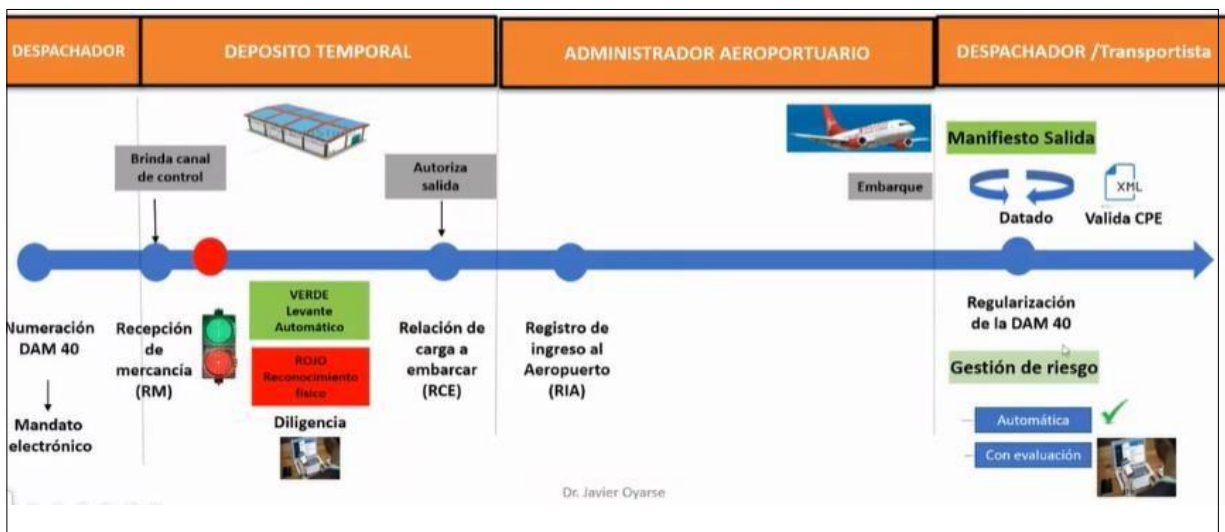 DESPACHADOR
DEPOSITO TEMPORAL
ADMINISTRADOR AEROPORTUARIO
DESPACHADOR /Transportista
Brinda canal
de control
Autoriza
salida
Embarque
Manifiesto Salida
XML
Datado
Valida CPE
Numeración
DAM 40
Mandato
electrónico
Recepción
de
mercancía
(RM)
VERDE
Levante
Automático
ROJO
Reconocimiento
físico
Diligencia
Relación de
carga a
embarcar
(RCE)
Registro de
ingreso al
Aeropuerto
(RIA)
Regularización
de la DAM 40
Gestión de riesgo
Automática
Con evaluación
Dr. Javier Oyarse